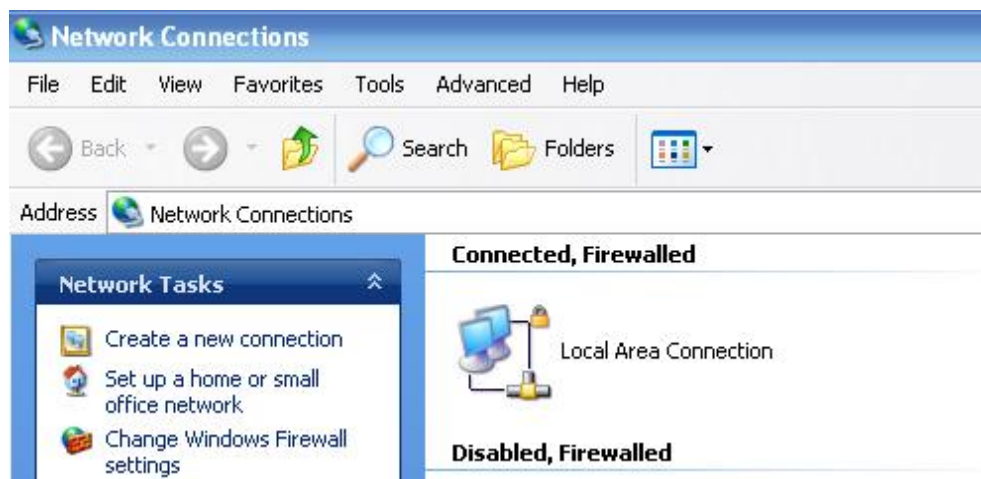 Network Connections
File Edit View Favorites Tools Advanced Help
Back Search Folders
Address Network Connections
Network Tasks
Create a new connection
Set up a home or small
office network
Change Windows Firewall
settings
Connected, Firewalled
Local Area Connection
Disabled, Firewalled